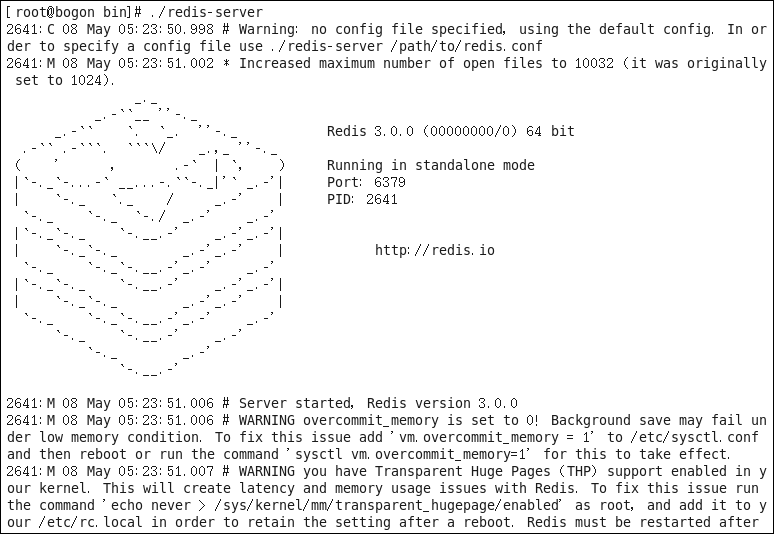 [root@bogon bin]# ./redis-server
2641:C 08 May 05:23:50.998 # Warning: no config file specified, using the default config. In or
der to specify a config file use ./redis-server /path/to/redis.conf
2641:M 08 May 05:23:51.002 * Increased maximum number of open files to 10032 (it was originally
 set to 1024).
Redis 3.0.0 (00000000/0) 64 bit
Running in standalone mode
Port: 6379
PID: 2641
http://redis.io
2641:M 08 May 05:23:51.006 # Server started, Redis version 3.0.0
2641:M 08 May 05:23:51.006 # WARNING overcommit_memory is set to 0! Background save may fail un
der low memory condition. To fix this issue add 'vm.overcommit_memory = 1' to /etc/sysctl.conf
and then reboot or run the command 'sysctl vm.overcommit_memory=1' for this to take effect.
2641:M 08 May 05:23:51.007 # WARNING you have Transparent Huge Pages (THP) support enabled in y
our kernel. This will create latency and memory usage issues with Redis. To fix this issue run
the command 'echo never > /sys/kernel/mm/transparent_hugepage/enabled' as root, and add it to y
our /etc/rc.local in order to retain the setting after a reboot. Redis must be restarted after